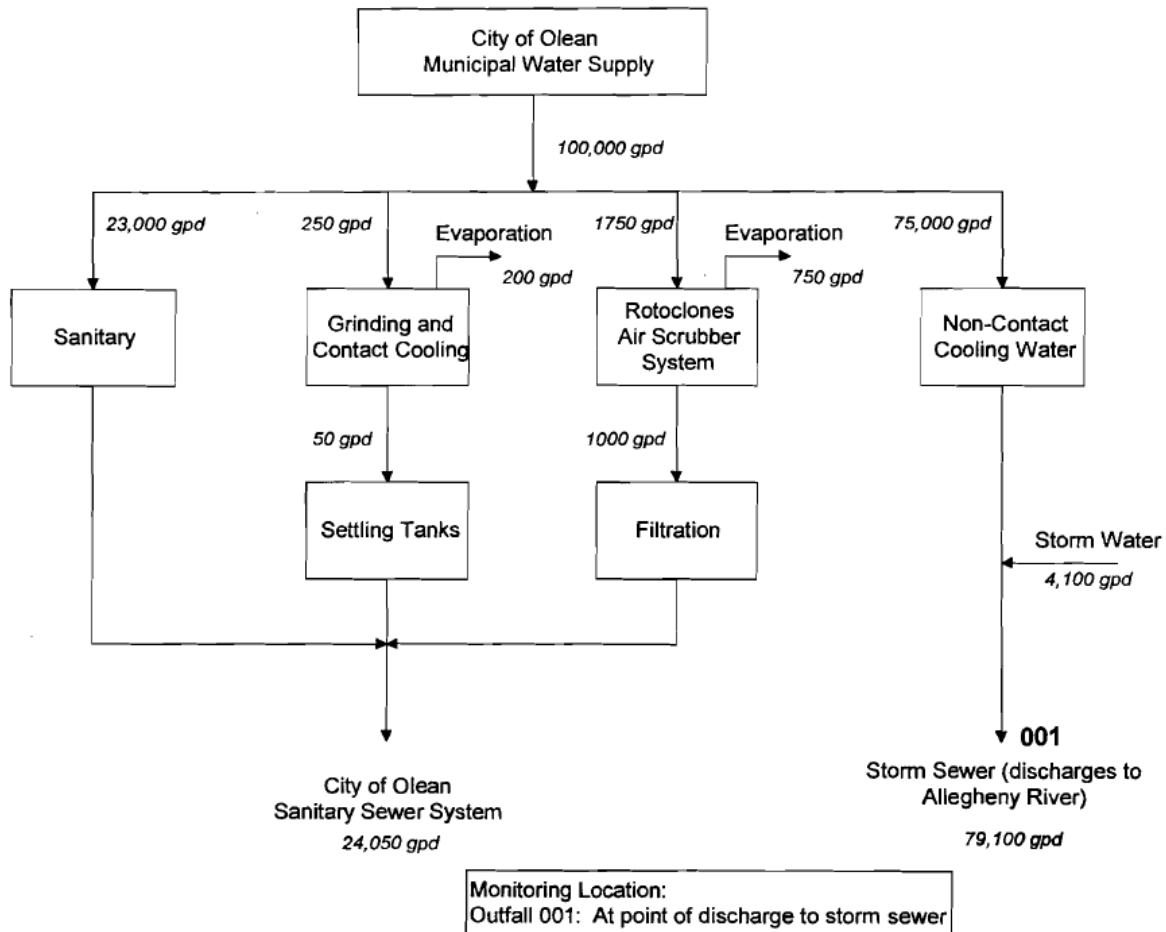 City of Olean
Municipal Water Supply
100,000 gpd
23,000 gpd
250 gpd
Evaporation
200 gpd
1750 gpd
Evaporation
750 gpd
75,000 gpd
Sanitary
Grinding and
Contact Cooling
Rotoclones
Air Scrubber
System
Non-Contact
Cooling Water
50 gpd
1000 gpd
Settling Tanks
Filtration
Storm Water
4,100 gpd
001
City of Olean
Sanitary Sewer System
24,050 gpd
Storm Sewer (discharges to
Allegheny River)
79,100 gpd
Monitoring Location:
Outfall 001: At point of discharge to storm sewer